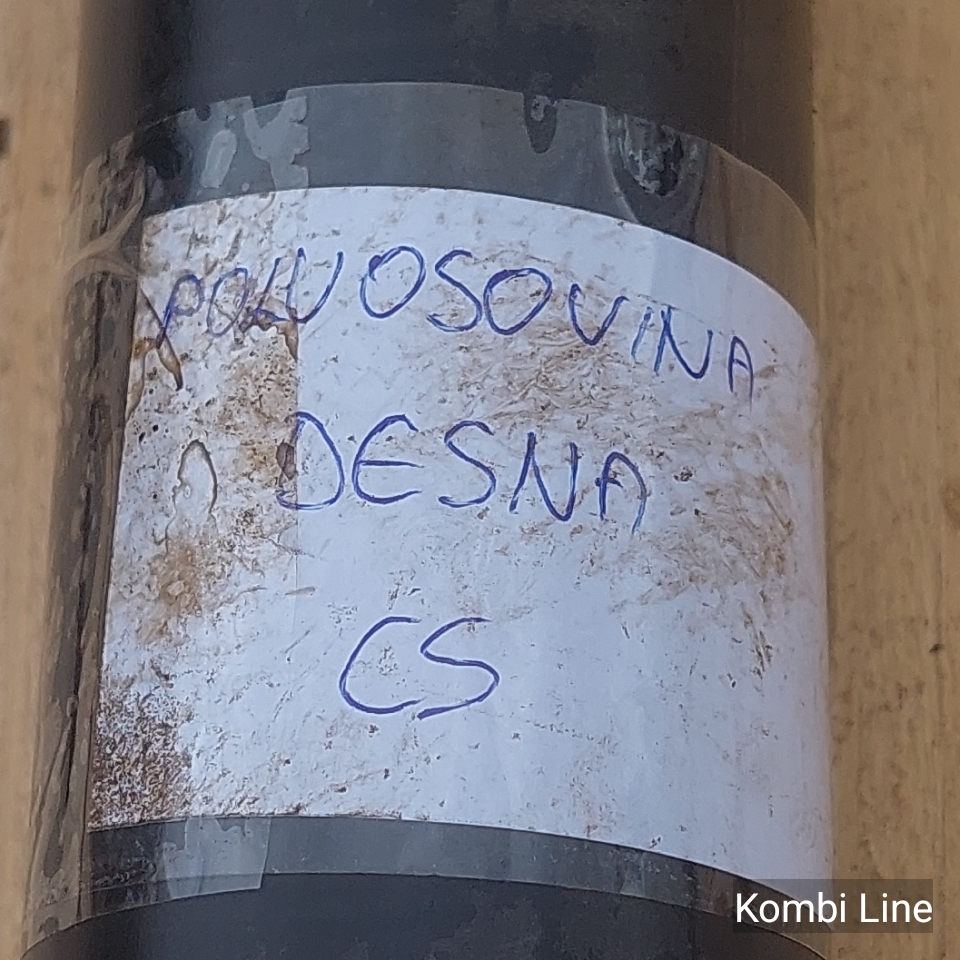 POLUOSOVINA
DESNA
CS
Kombi Line